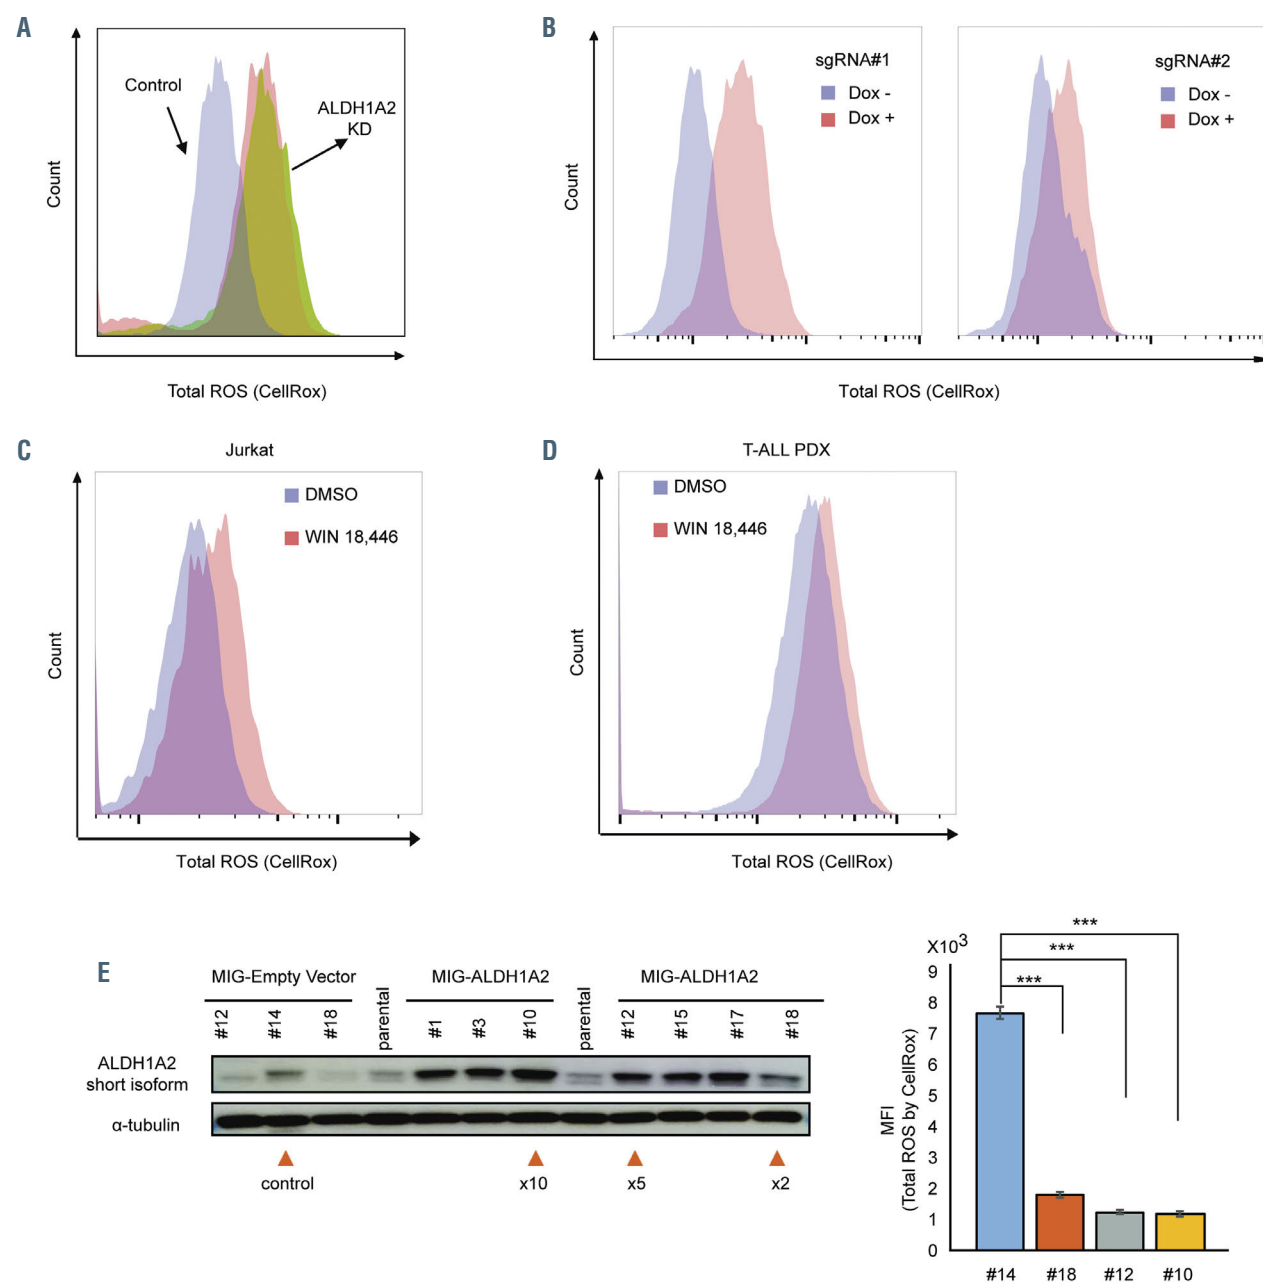 A
Control
ALDH1A2
KD
Count
Total ROS (CellRox)
B
sgRNA#1
Dox -
Dox +
sgRNA#2
Dox -
Dox +
Count
Total ROS (CellRox)
C
Jurkat
DMSO
WIN 18,446
Count
Total ROS (CellRox)
D
T-ALL PDX
DMSO
WIN 18,446
Count
Total ROS (CellRox)
E
MIG-Empty Vector
MIG-ALDH1A2
MIG-ALDH1A2
#12
#14
#18
parental
#1
#3
#10
parental
#12
#15
#17
#18
ALDH1A2
short isoform
α-tubulin
control
x10
x5
x2
X10³
9
8
7
6
5
4
3
2
1
0
MFI
(Total ROS by CellRox)
***
***
***
#14
#18
#12
#10